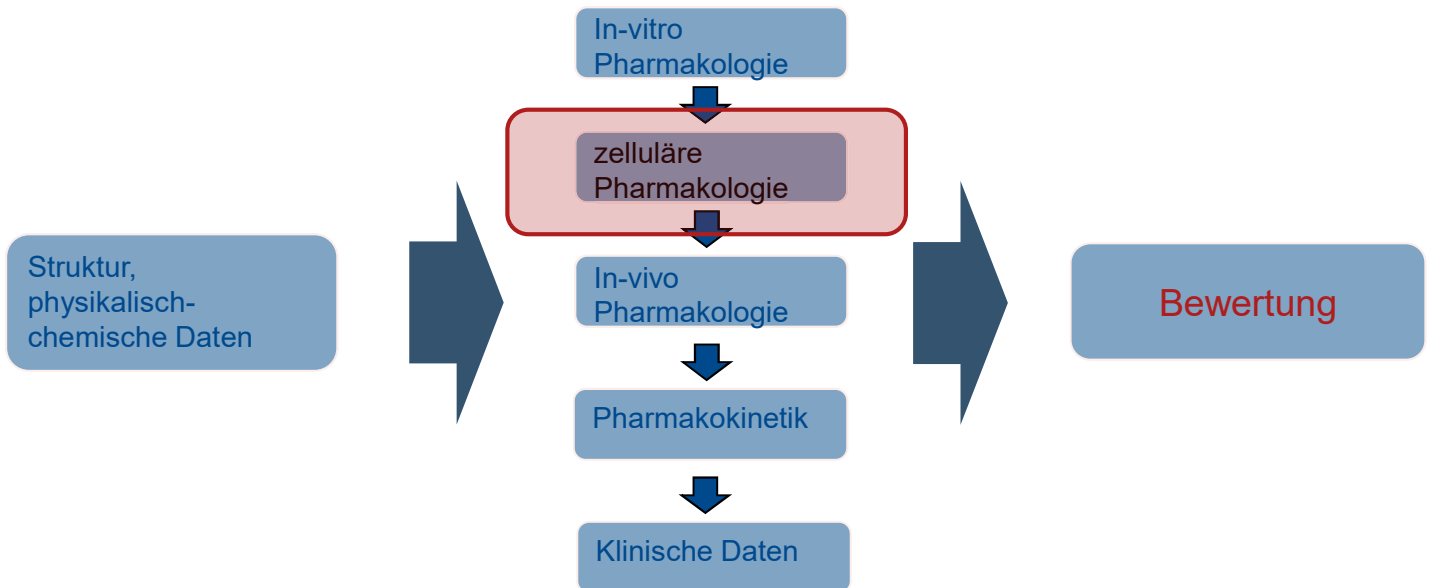 In-vitro
Pharmakologie
zelluläre
Pharmakologie
Struktur,
physikalisch-
chemische Daten
In-vivo
Pharmakologie
Bewertung
Pharmakokinetik
Klinische Daten